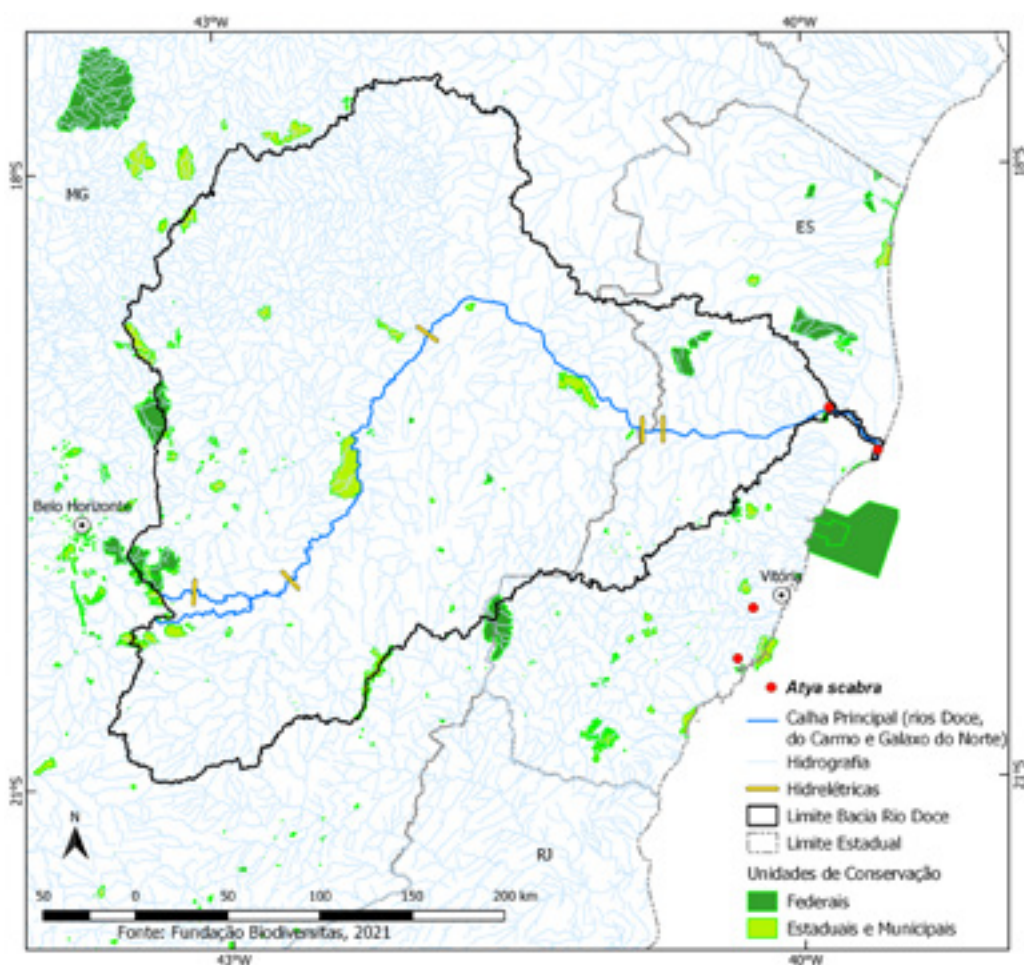 43°W
40°W
18°S
18°S
MG
ES
Belo Horizonte
Vitória
Atya scabra
Calha Principal (rios Doce,
do Carmo e Galaxo do Norte)
Hidrografia
Hidrelétricas
Limite Bacia Rio Doce
Limite Estadual
Unidades de Conservação
Federais
Estaduais e Municipais
21°S
21°S
N
RJ
50 0 50 100 150 200 km
Fonte: Fundação Biodiversitas, 2021
43°W
40°W